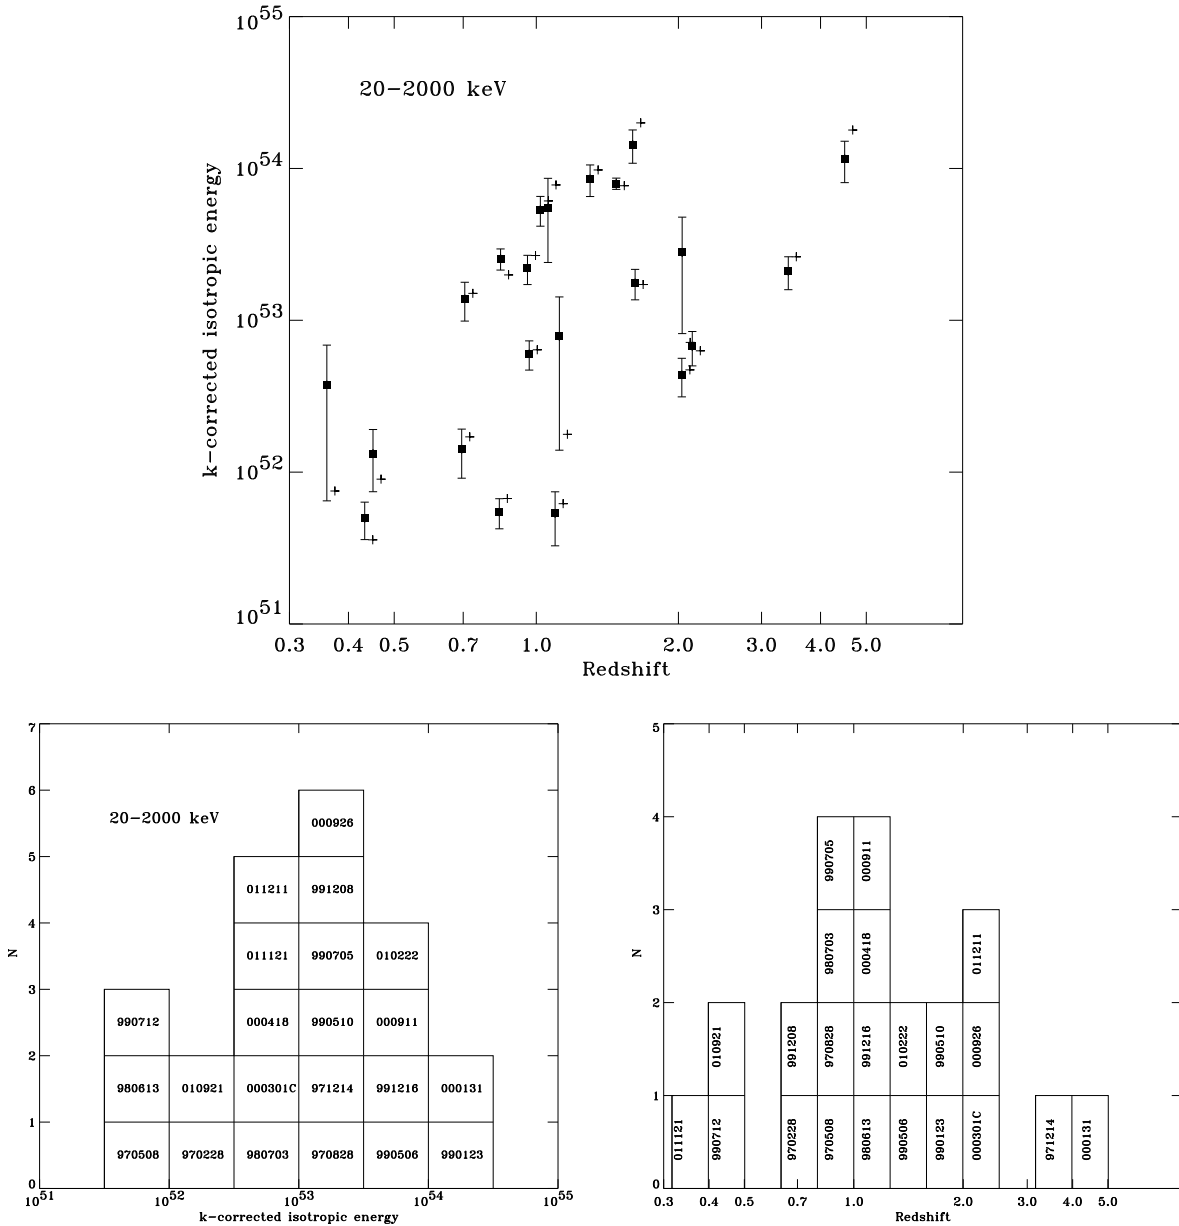 10^55
20−2000 keV
10^54
k-corrected isotropic energy
10^53
10^52
10^51
0.3 0.4 0.5 0.7 1.0 2.0 3.0 4.0 5.0
Redshift
7
6
20−2000 keV
000926
5
011211 991208
4
N
011121 990705 010222
3
990712 000418 990510 000911
2
980613 010921 000301C 971214 991216 000131
1
970508 970228 980703 970828 990506 990123
0
10^51 10^52 10^53 10^54 10^55
k-corrected isotropic energy
5
4
990705 000911
3
N
980703 000418 011211
2
010921 991208 970828 991216 010222 990510 000926
1
011121 990712 970228 970508 980613 990506 990123 000301C 971214 000131
0
0.3 0.4 0.5 0.7 1.0 2.0 3.0 4.0 5.0
Redshift